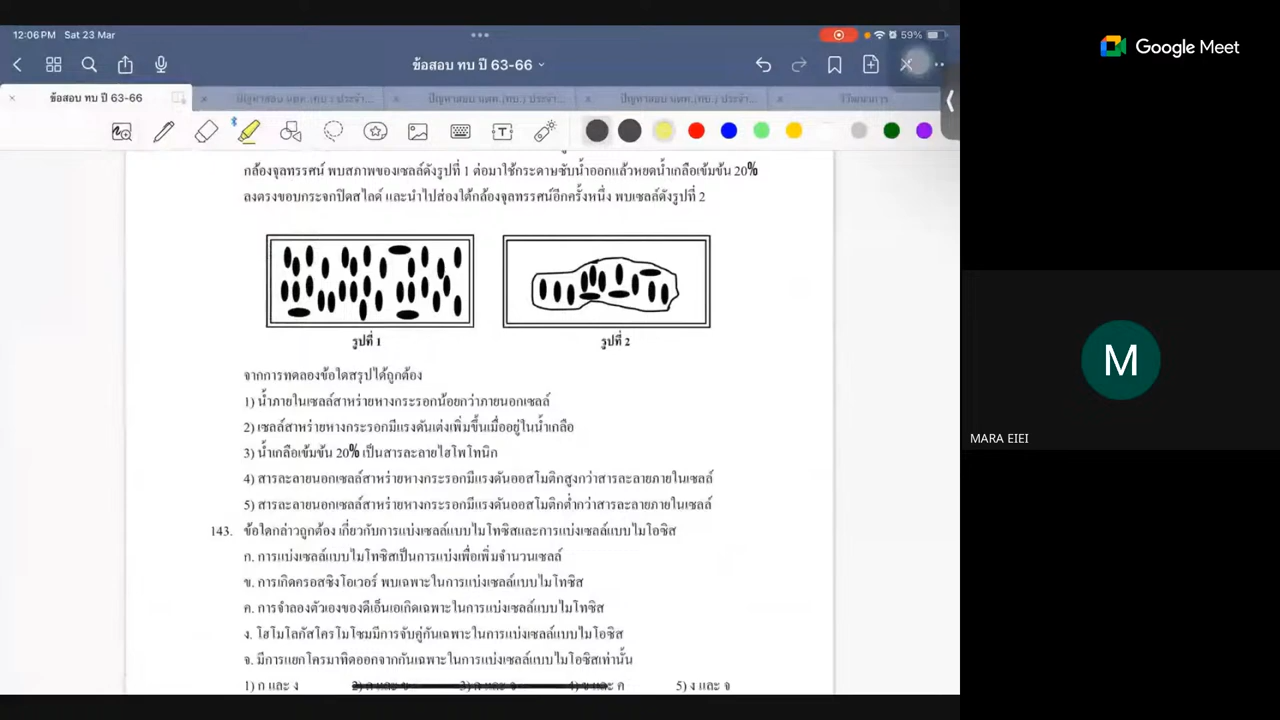 12:06 PM Sat 23 Mar
59%
Google Meet
ข้อสอบ ทบ ปี 63-66
ข้อสอบ ทบ ปี 63-66
กล้องจุลทรรศน์ พบสภาพของเซลล์ดังรูปที่ 1 ต่อมาใช้กระดาษซับน้ำออกแล้วหยดน้ำเกลือเข้มข้น 20%
ลงตรงขอบกระจกปิดสไลด์ และนำไปส่องใต้กล้องจุลทรรศน์อีกครั้งหนึ่ง พบเซลล์ดังรูปที่ 2
รูปที่ 1
รูปที่ 2
จากการทดลองข้อใดสรุปได้ถูกต้อง
1) น้ำภายในเซลล์สาหร่ายหางกระรอกน้อยกว่าภายนอกเซลล์
2) เซลล์สาหร่ายหางกระรอกมีแรงดันเต่งเพิ่มขึ้นเมื่ออยู่ในน้ำเกลือ
3) น้ำเกลือเข้มข้น 20% เป็นสารละลายไฮโพโทนิก
4) สารละลายนอกเซลล์สาหร่ายหางกระรอกมีแรงดันออสโมติกสูงกว่าสารละลายภายในเซลล์
5) สารละลายนอกเซลล์สาหร่ายหางกระรอกมีแรงดันออสโมติกต่ำกว่าสารละลายภายในเซลล์
143. ข้อใดกล่าวถูกต้อง เกี่ยวกับการแบ่งเซลล์แบบไมโทซิสและการแบ่งเซลล์แบบไมโอซิส
ก. การแบ่งเซลล์แบบไมโทซิสเป็นการแบ่งเพื่อเพิ่มจำนวนเซลล์
ข. การเกิดครอสซิงโอเวอร์ พบเฉพาะในการแบ่งเซลล์แบบไมโทซิส
ค. การจำลองตัวเองของดีเอ็นเอเกิดเฉพาะในการแบ่งเซลล์แบบไมโทซิส
ง. โฮโมโลกัสโครโมโซมมีการจับคู่กันเฉพาะในการแบ่งเซลล์แบบไมโอซิส
จ. มีการแยกโครมาทิดออกจากกันเฉพาะในการแบ่งเซลล์แบบไมโอซิสเท่านั้น
1) ก และ ง 5) ง และ จ
M
MARA EIEI